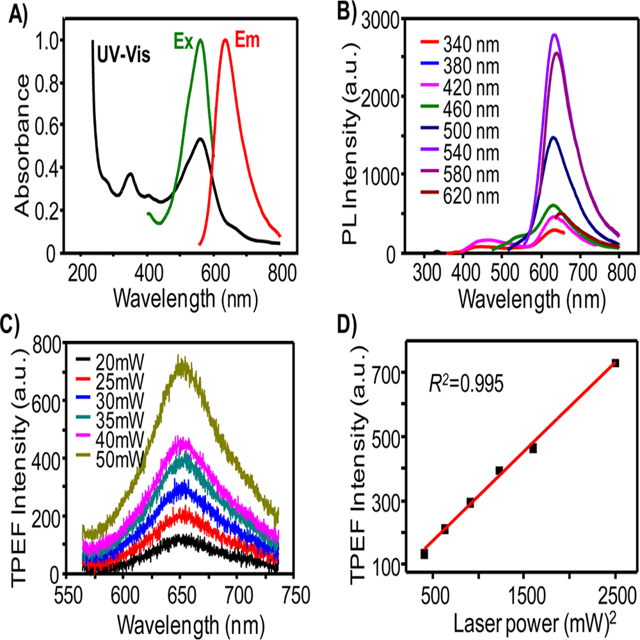 A)
UV-Vis
Ex
Em
Absorbance
1.0
0.8
0.6
0.4
0.2
0
200
400
600
800
Wavelength (nm)
B)
340 nm
380 nm
420 nm
460 nm
500 nm
540 nm
580 nm
620 nm
PL Intensity (a.u.)
3000
2000
1000
0
300
400
500
600
700
800
Wavelength (nm)
C)
20mW
25mW
30mW
35mW
40mW
50mW
TPEF Intensity (a.u.)
800
600
400
200
0
550
600
650
700
750
Wavelength (nm)
D)
R²=0.995
TPEF Intensity (a.u.)
700
500
300
100
500
1500
2500
Laser power (mW)²